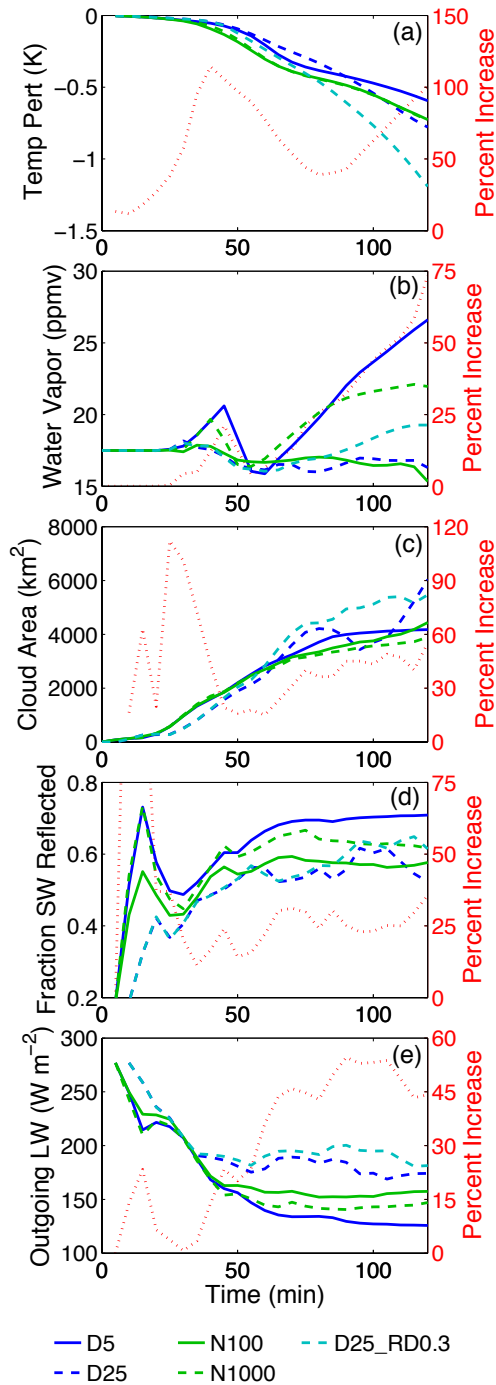 (a)
Temp Pert (K)
0
−0.5
−1
−1.5
150
100
50
0
Percent Increase
0 50 100
(b)
Water Vapor (ppmv)
30
25
20
15
75
50
25
0
Percent Increase
0 50 100
(c)
Cloud Area (km²)
8000
6000
4000
2000
0
120
90
60
30
0
Percent Increase
0 50 100
(d)
Fraction SW Reflected
0.8
0.6
0.4
0.2
75
50
25
0
Percent Increase
0 50 100
(e)
Outgoing LW (W m⁻²)
300
250
200
150
100
60
45
30
15
0
Percent Increase
0 50 100
Time (min)
D5 N100 D25_RD0.3
D25 N1000